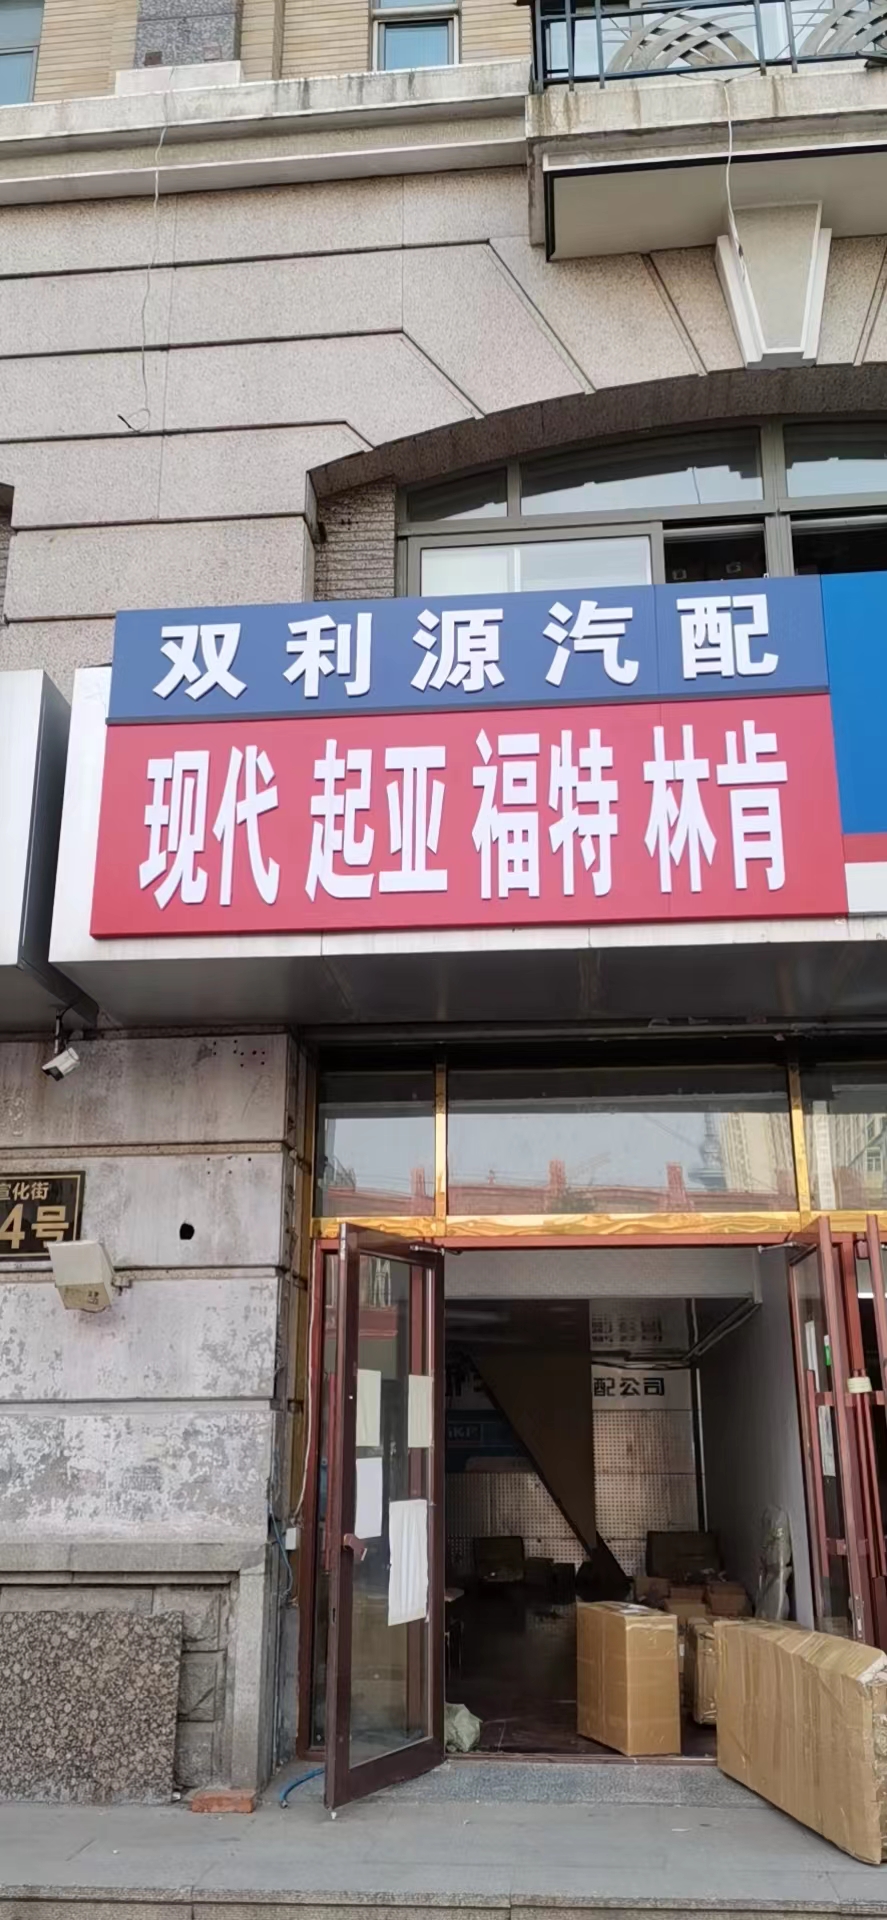 双利源汽配
现代 起亚 福特 林肯
宣化街
4号
配公司